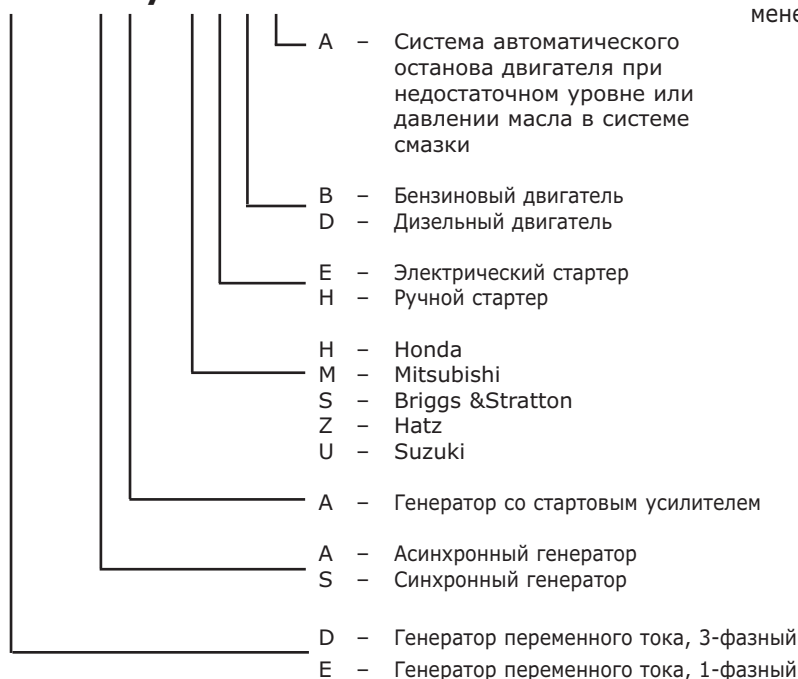 мене
A – Система автоматического
останова двигателя при
недостаточном уровне или
давлении масла в системе
смазки
B – Бензиновый двигатель
D – Дизельный двигатель
E – Электрический стартер
H – Ручной стартер
H – Honda
M – Mitsubishi
S – Briggs &Stratton
Z – Hatz
U – Suzuki
A – Генератор со стартовым усилителем
A – Асинхронный генератор
S – Синхронный генератор
D – Генератор переменного тока, 3-фазный
E – Генератор переменного тока, 1-фазный